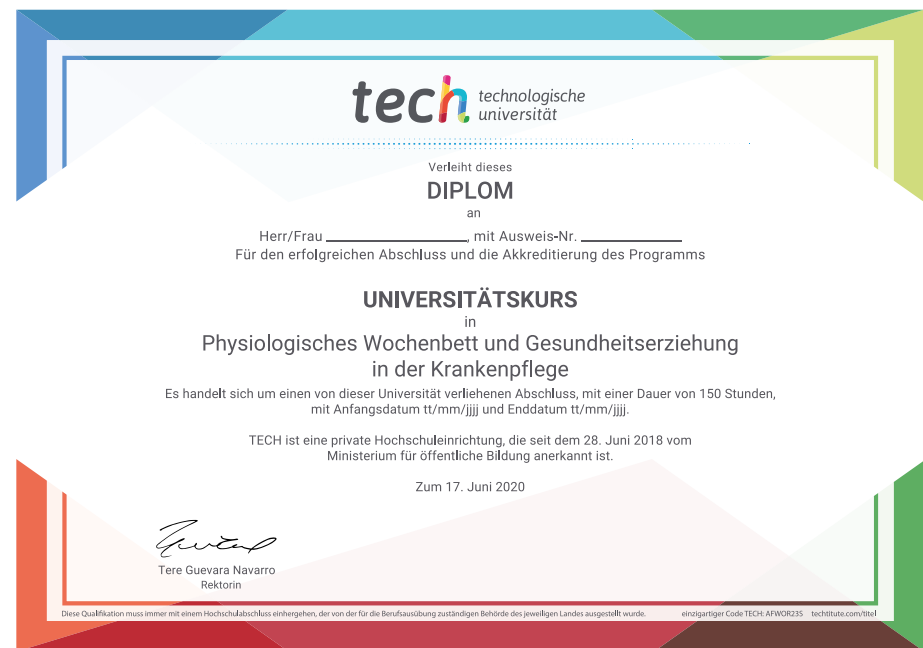 tech technologische
universität
Verleiht dieses
DIPLOM
an
Herr/Frau ____________________, mit Ausweis-Nr. ______________
Für den erfolgreichen Abschluss und die Akkreditierung des Programms
UNIVERSITÄTSKURS
in
Physiologisches Wochenbett und Gesundheitserziehung
in der Krankenpflege
Es handelt sich um einen von dieser Universität verliehenen Abschluss, mit einer Dauer von 150 Stunden,
mit Anfangsdatum tt/mm/jjjj und Enddatum tt/mm/jjjj.
TECH ist eine private Hochschuleinrichtung, die seit dem 28. Juni 2018 vom
Ministerium für öffentliche Bildung anerkannt ist.
Zum 17. Juni 2020
Tere Guevara Navarro
Rektorin
Diese Qualifikation muss immer mit einem Hochschulabschluss einhergehen, der von der für die Berufsausübung zuständigen Behörde des jeweiligen Landes ausgestellt wurde. einzigartiger Code TECH: AFWOR23S techtitute.com/titel